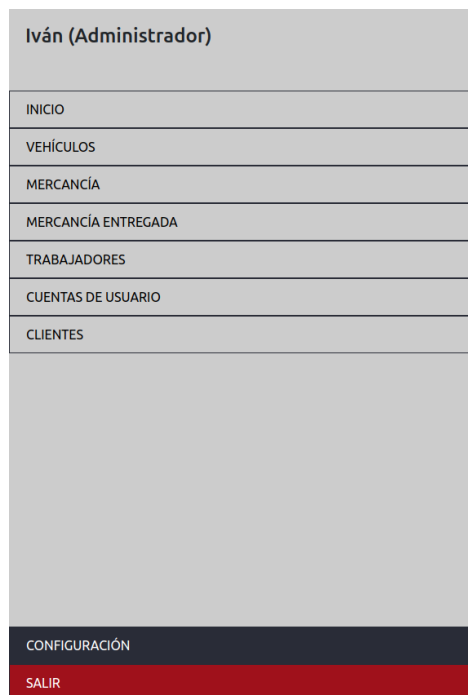 Iván (Administrador)
INICIO
VEHÍCULOS
MERCANCÍA
MERCANCÍA ENTREGADA
TRABAJADORES
CUENTAS DE USUARIO
CLIENTES
CONFIGURACIÓN
SALIR